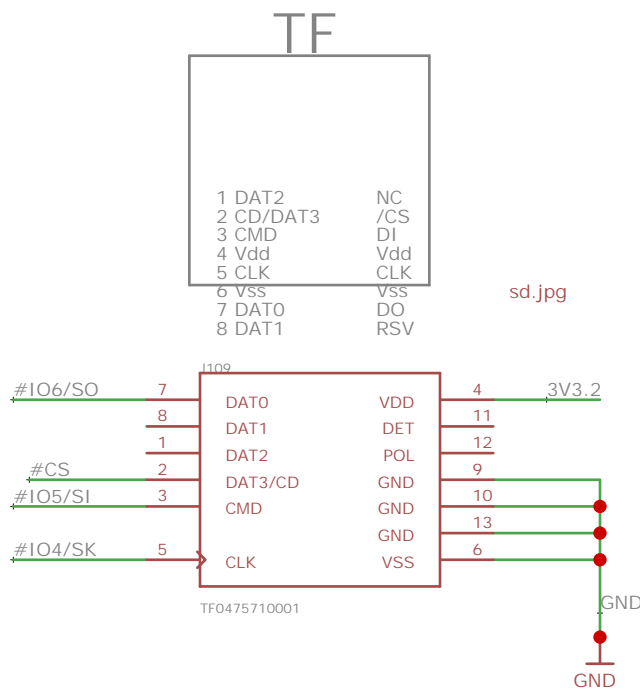 TF
1 DAT2 NC
2 CD/DAT3 /CS
3 CMD DI
4 Vdd Vdd
5 CLK CLK
6 Vss Vss
7 DAT0 DO
8 DAT1 RSV
sd.jpg
J109
#IO6/SO 7 DAT0 VDD 4 3V3.2
8 DAT1 DET 11
1 DAT2 POL 12
#CS 2 DAT3/CD GND 9
#IO5/SI 3 CMD GND 10
GND 13
#IO4/SK 5 CLK VSS 6
TF0475710001
GND
GND